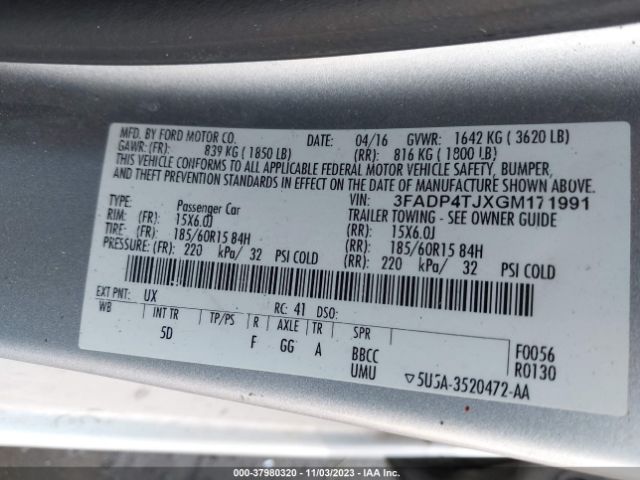 MFD. BY FORD MOTOR CO. DATE: 04/16 GVWR: 1642 KG ( 3620 LB)
GAWR: (FR): 839 KG ( 1850 LB) (RR): 816 KG ( 1800 LB)
THIS VEHICLE CONFORMS TO ALL APPLICABLE FEDERAL MOTOR VEHICLE SAFETY, BUMPER,
AND THEFT PREVENTION STANDARDS IN EFFECT ON THE DATE OF MANUFACTURE SHOWN ABOVE.
VIN: 3FADP4TJXGM171991
TYPE: Passenger Car TRAILER TOWING - SEE OWNER GUIDE
RIM: (FR) 15X6.0J (RR): 15X6.0J
TIRE: (FR) 185/60R15 84H (RR): 185/60R15 84H
PRESSURE: (FR): 220 kPa/ 32 PSI COLD (RR): 220 kPa/ 32 PSI COLD
EXT PNT: UX RC: 41 DSO:
WB INT TR TP/PS R AXLE TR SPR F0056
5D F GG A BBCC R0130
UMU ▽5U5A-3520472-AA
000-37980320 - 11/03/2023 - IAA Inc.